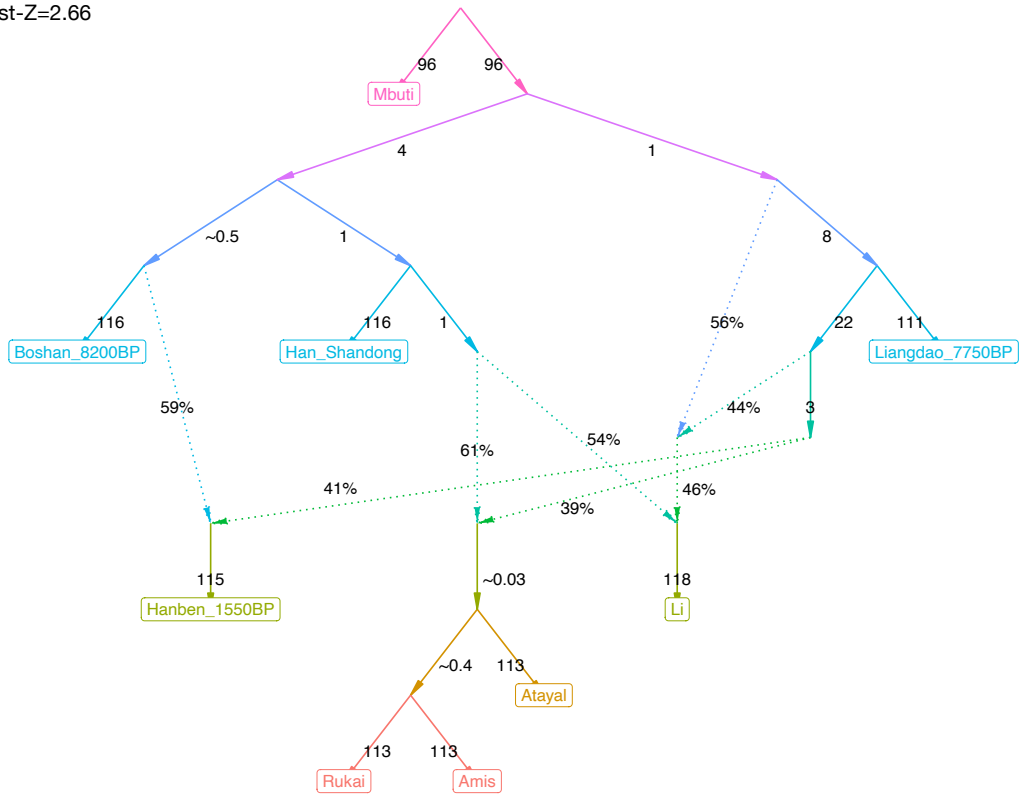 st-Z=2.66
96 96
Mbuti
4 1
~0.5 1 8
116 116 1 56% 22 111
Boshan_8200BP Han_Shandong Liangdao_7750BP
59% 44% 3
61% 54%
41% 39% 46%
115 ~0.03 118
Hanben_1550BP Li
~0.4 113
Atayal
113 113
Rukai Amis